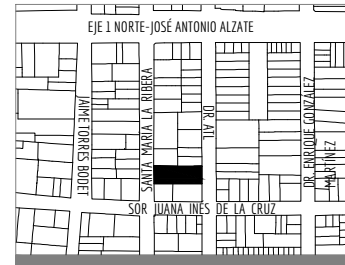 EJE 1 NORTE-JOSÉ ANTONIO ALZATE
JAIME TORRES BODET
SANTA MARIA LA RIBERA
DR. ATL
DR. ENRIQUE GONZÁLEZ
MARTÍNEZ
SOR JUANA INÉS DE LA CRUZ